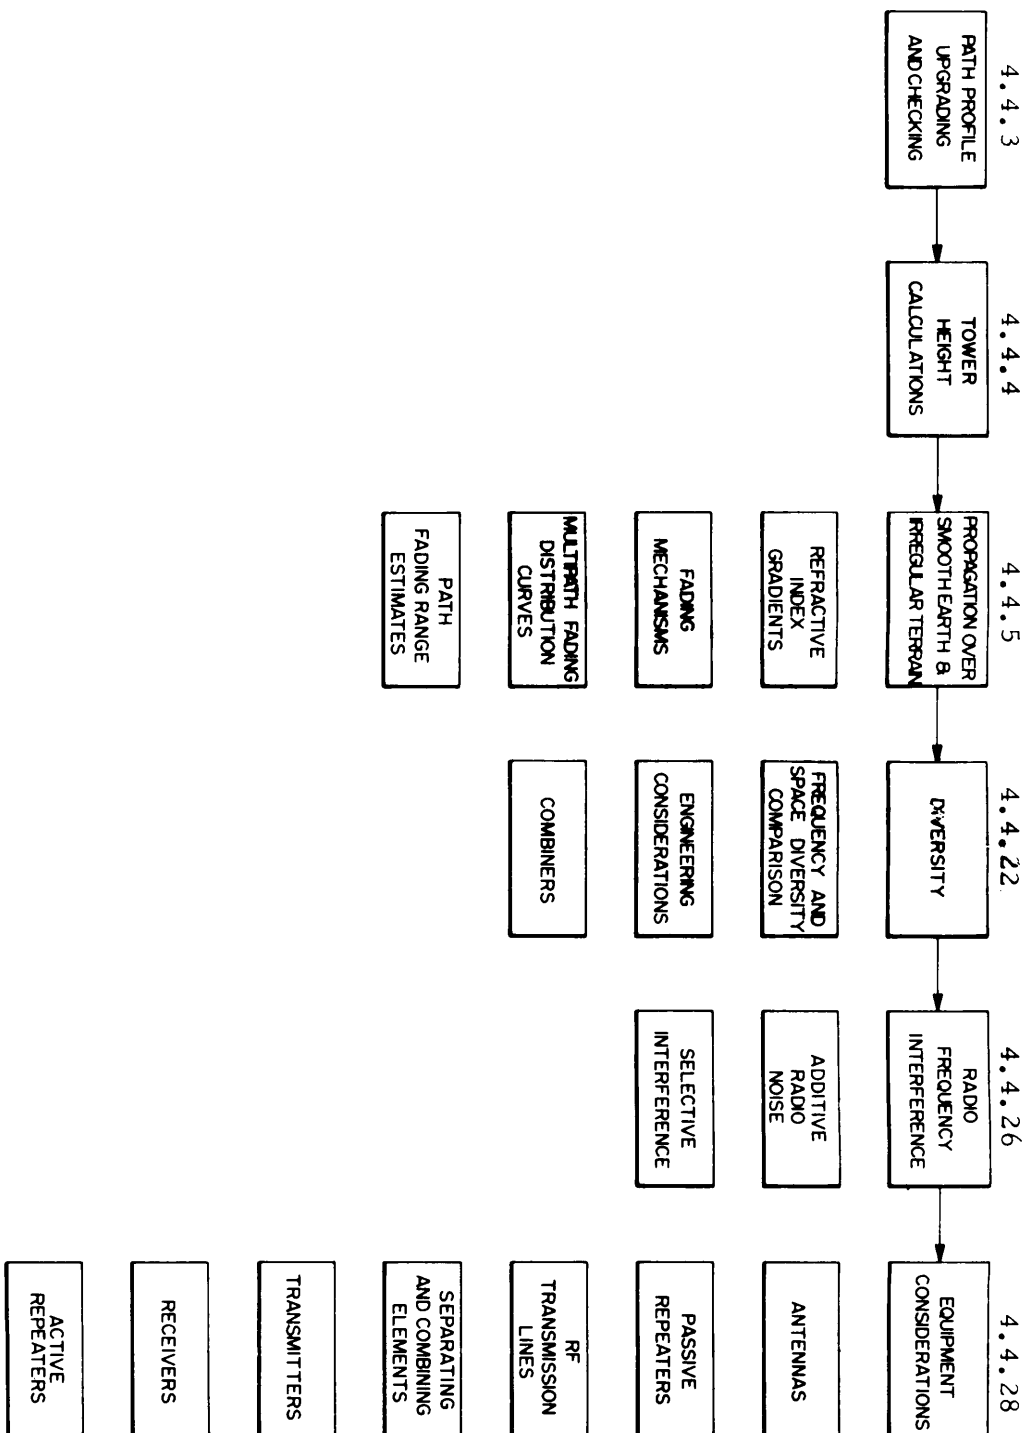 4.4.3
PATH PROFILE
UPGRADING
AND CHECKING
4.4.4
TOWER
HEIGHT
CALCULATIONS
4.4.5
PROPAGATION OVER
SMOOTH EARTH &
IRREGULAR TERRAIN
REFRACTIVE
INDEX
GRADIENTS
FADING
MECHANISMS
MULTIPATH FADING
DISTRIBUTION
CURVES
PATH
FADING RANGE
ESTIMATES
4.4.22
DIVERSITY
FREQUENCY AND
SPACE DIVERSITY
COMPARISON
ENGINEERING
CONSIDERATIONS
COMBINERS
4.4.26
RADIO
FREQUENCY
INTERFERENCE
ADDITIVE
RADIO
NOISE
SELECTIVE
INTERFERENCE
4.4.28
EQUIPMENT
CONSIDERATIONS
ANTENNAS
PASSIVE
REPEATERS
RF
TRANSMISSION
LINES
SEPARATING
AND COMBINING
ELEMENTS
TRANSMITTERS
RECEIVERS
ACTIVE
REPEATERS